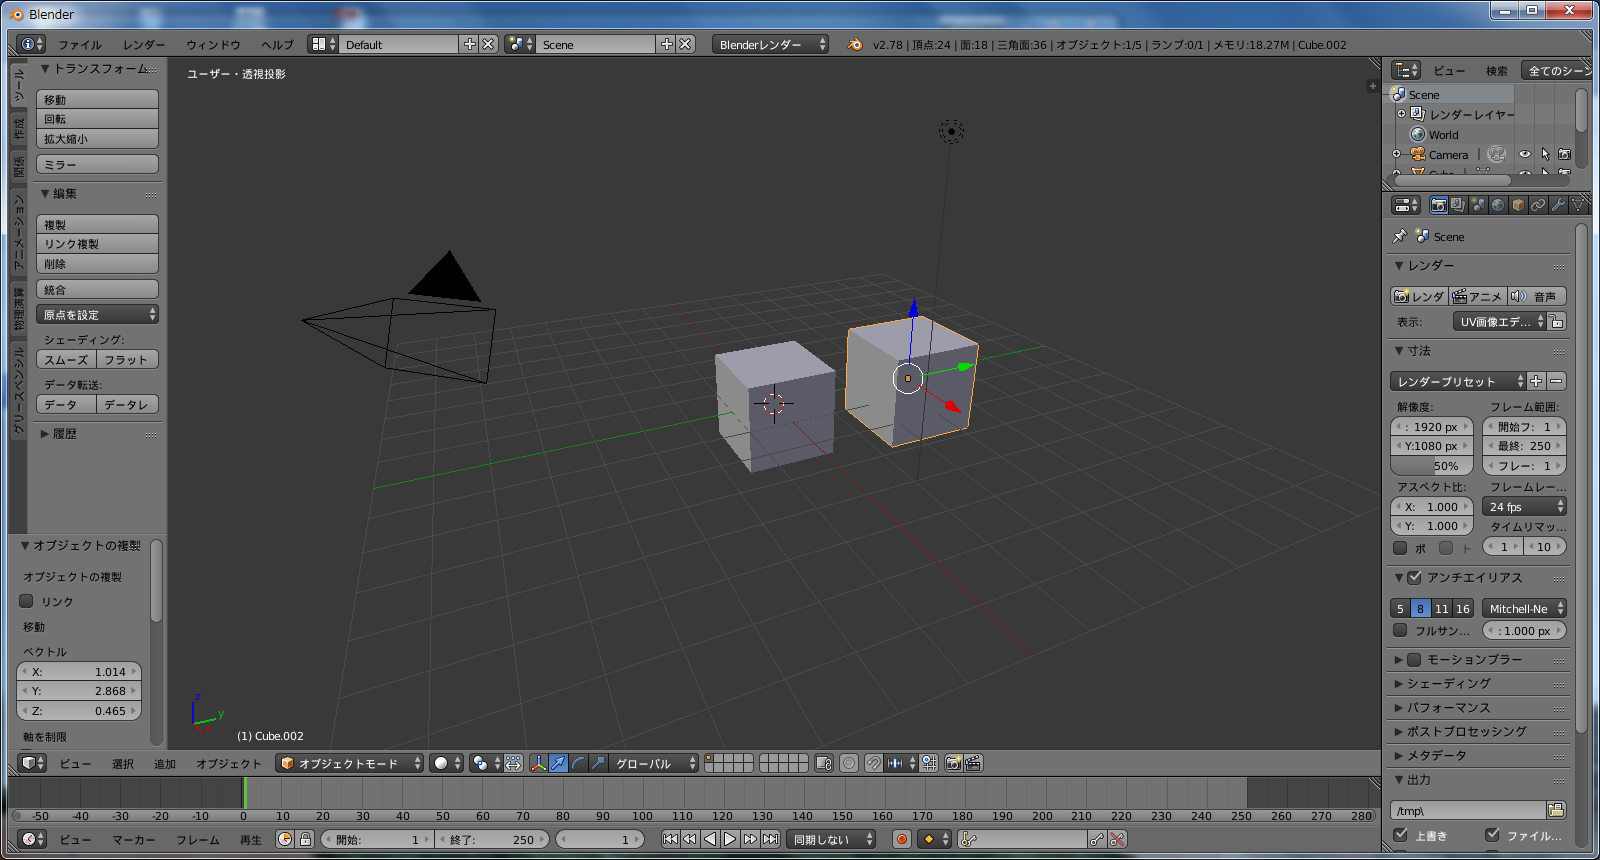 Blender
ファイル レンダー ウィンドウ ヘルプ Default Scene Blenderレンダー v2.78 | 頂点:24 | 面:18 | 三角面:36 | オブジェクト:1/5 | ランプ:0/1 | メモリ:18.27M | Cube.002
ツール
作成
関係
アニメーション
物理演算
グリースペンシル
トランスフォーム
移動
回転
拡大縮小
ミラー
編集
複製
リンク複製
削除
統合
原点を設定
シェーディング:
スムーズ フラット
データ転送:
データ データレ
履歴
オブジェクトの複製
オブジェクトの複製
リンク
移動
ベクトル
X: 1.014
Y: 2.868
Z: 0.465
軸を制限
ユーザー・透視投影
z
y
(1) Cube.002
ビュー 選択 追加 オブジェクト オブジェクトモード グローバル
-50 -40 -30 -20 -10 0 10 20 30 40 50 60 70 80 90 100 110 120 130 140 150 160 170 180 190 200 210 220 230 240 250 260 270 280
ビュー マーカー フレーム 再生 開始: 1 終了: 250 1 同期しない
ビュー 検索 全てのシーン
Scene
レンダーレイヤー
World
Camera
Scene
レンダー
レンダ アニメ 音声
表示: UV画像エデ...
寸法
レンダープリセット
解像度: フレーム範囲:
: 1920 px 開始フ: 1
Y:1080 px 最終: 250
50% フレー: 1
アスペクト比: フレームレー...
X: 1.000 24 fps
Y: 1.000 タイムリマッ...
ボ ト 1 10
アンチエイリアス
5 8 11 16 Mitchell-Ne
フルサン... : 1.000 px
モーションブラー
シェーディング
パフォーマンス
ポストプロセッシング
メタデータ
出力
/tmp\
上書き ファイル...